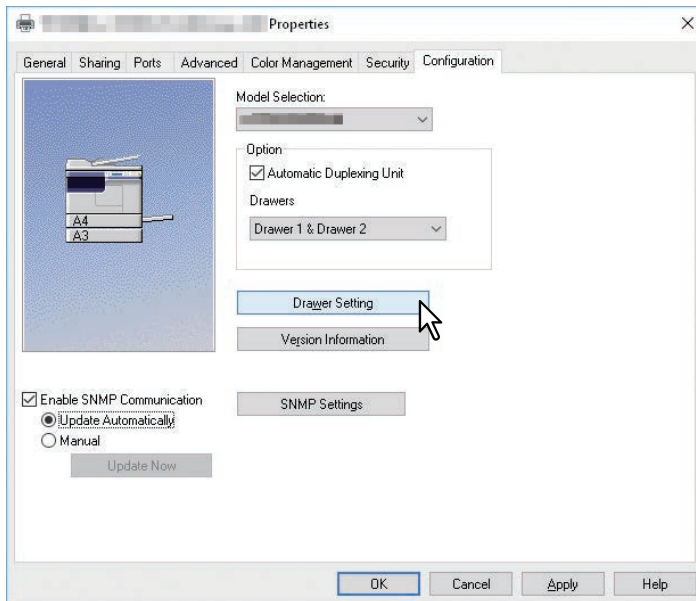 Properties
General Sharing Ports Advanced Color Management Security Configuration
Model Selection:
Option
Automatic Duplexing Unit
Drawers
Drawer 1 & Drawer 2
A4
A3
Drawer Setting
Version Information
Enable SNMP Communication
SNMP Settings
Update Automatically
Manual
Update Now
OK Cancel Apply Help